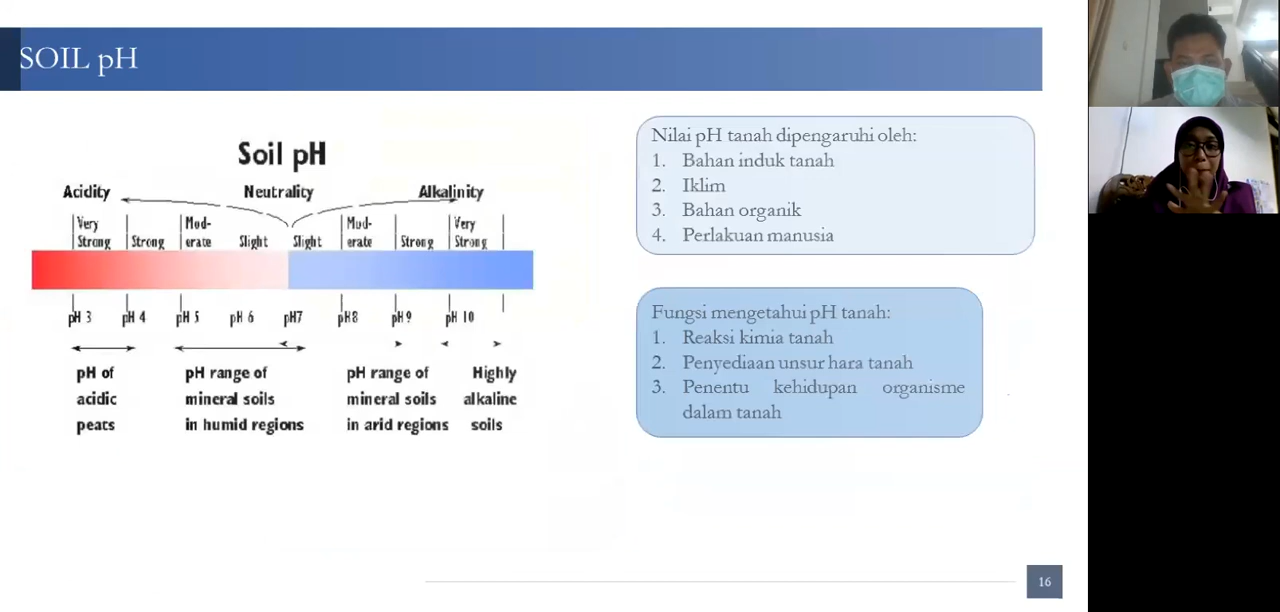 SOIL pH
Soil pH
Acidity Neutrality Alkalinity
Very Strong Strong Mod-erate Slight Slight Mod-erate Strong Very Strong
pH 3 pH 4 pH 5 pH 6 pH7 pH8 pH9 pH 10
pH of
acidic
peats
pH range of
mineral soils
in humid regions
pH range of
mineral soils
in arid regions
Highly
alkaline
soils
Nilai pH tanah dipengaruhi oleh:
1. Bahan induk tanah
2. Iklim
3. Bahan organik
4. Perlakuan manusia
Fungsi mengetahui pH tanah:
1. Reaksi kimia tanah
2. Penyediaan unsur hara tanah
3. Penentu kehidupan organisme
dalam tanah
16